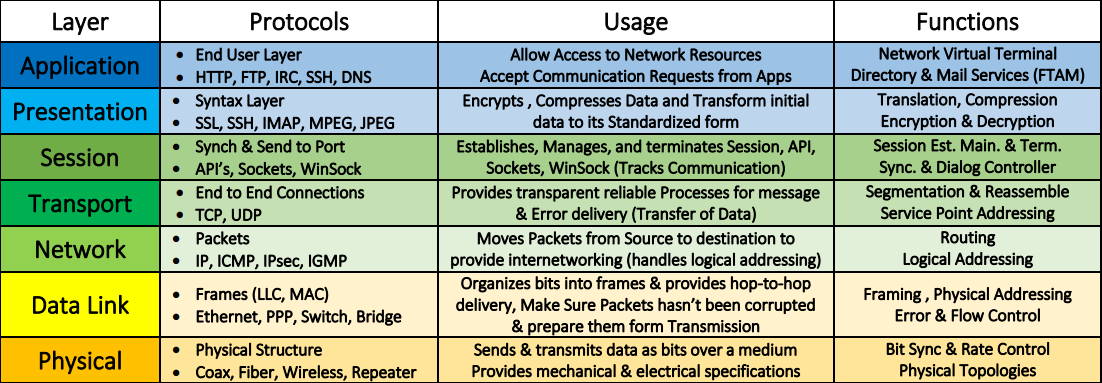 Layer Protocols Usage Functions
Application
• End User Layer
• HTTP, FTP, IRC, SSH, DNS
Allow Access to Network Resources
Accept Communication Requests from Apps
Network Virtual Terminal
Directory & Mail Services (FTAM)
Presentation
• Syntax Layer
• SSL, SSH, IMAP, MPEG, JPEG
Encrypts , Compresses Data and Transform initial
data to its Standardized form
Translation, Compression
Encryption & Decryption
Session
• Synch & Send to Port
• API’s, Sockets, WinSock
Establishes, Manages, and terminates Session, API,
Sockets, WinSock (Tracks Communication)
Session Est. Main. & Term.
Sync. & Dialog Controller
Transport
• End to End Connections
• TCP, UDP
Provides transparent reliable Processes for message
& Error delivery (Transfer of Data)
Segmentation & Reassemble
Service Point Addressing
Network
• Packets
• IP, ICMP, IPsec, IGMP
Moves Packets from Source to destination to
provide internetworking (handles logical addressing)
Routing
Logical Addressing
Data Link
• Frames (LLC, MAC)
• Ethernet, PPP, Switch, Bridge
Organizes bits into frames & provides hop-to-hop
delivery, Make Sure Packets hasn’t been corrupted
& prepare them form Transmission
Framing , Physical Addressing
Error & Flow Control
Physical
• Physical Structure
• Coax, Fiber, Wireless, Repeater
Sends & transmits data as bits over a medium
Provides mechanical & electrical specifications
Bit Sync & Rate Control
Physical Topologies